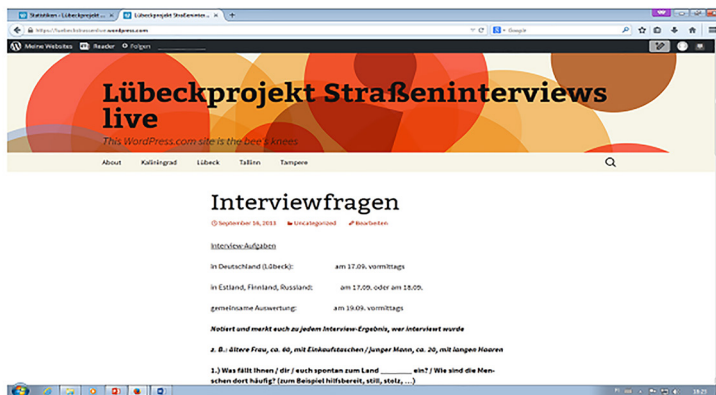 Statistiken ‹ Lübeckprojekt ... ×
Lübeckprojekt Straßeninter... ×
Google
Meine Websites Reader Folgen
Lübeckprojekt Straßeninterviews
live
This WordPress.com site is the bee's knees
About Kaliningrad Lübeck Tallinn Tampere
Interviewfragen
September 16, 2013 Uncategorized Bearbeiten
Interview-Aufgaben
in Deutschland (Lübeck): am 17.09. vormittags
in Estland, Finnland, Russland: am 17.09. oder am 18.09.
gemeinsame Auswertung: am 19.09. vormittags
Notiert und merkt euch zu jedem Interview-Ergebnis, wer interviewt wurde
z. B.: ältere Frau, ca. 60, mit Einkaufstaschen / junger Mann, ca. 20, mit langen Haaren
1.) Was fällt Ihnen / dir / euch spontan zum Land ________ ein? / Wie sind die Men-
schen dort häufig? (zum Beispiel hilfsbereit, still, stolz, ...)